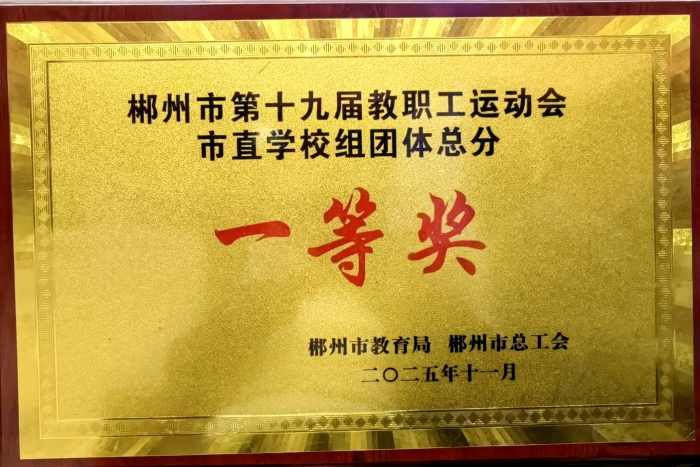 郴州市第十九届教职工运动会
市直学校组团体总分
一等奖
郴州市教育局 郴州市总工会
二〇二五年十一月